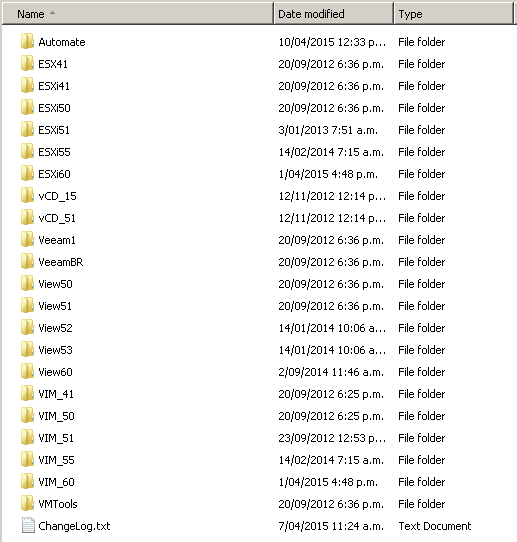 Name Date modified Type
Automate 10/04/2015 12:33 p... File folder
ESX41 20/09/2012 6:36 p.m. File folder
ESXi41 20/09/2012 6:36 p.m. File folder
ESXi50 20/09/2012 6:36 p.m. File folder
ESXi51 3/01/2013 7:51 a.m. File folder
ESXi55 14/02/2014 7:15 a.m. File folder
ESXi60 1/04/2015 4:48 p.m. File folder
vCD_15 12/11/2012 12:14 p... File folder
vCD_51 12/11/2012 12:14 p... File folder
Veeam1 20/09/2012 6:36 p.m. File folder
VeeamBR 20/09/2012 6:36 p.m. File folder
View50 20/09/2012 6:36 p.m. File folder
View51 20/09/2012 6:36 p.m. File folder
View52 14/01/2014 10:06 a... File folder
View53 14/01/2014 10:06 a... File folder
View60 2/09/2014 11:46 a.m. File folder
VIM_41 20/09/2012 6:25 p.m. File folder
VIM_50 20/09/2012 6:25 p.m. File folder
VIM_51 23/09/2012 12:53 p... File folder
VIM_55 14/02/2014 7:15 a.m. File folder
VIM_60 1/04/2015 4:48 p.m. File folder
VMTools 20/09/2012 6:36 p.m. File folder
ChangeLog.txt 7/04/2015 11:24 a.m. Text Document